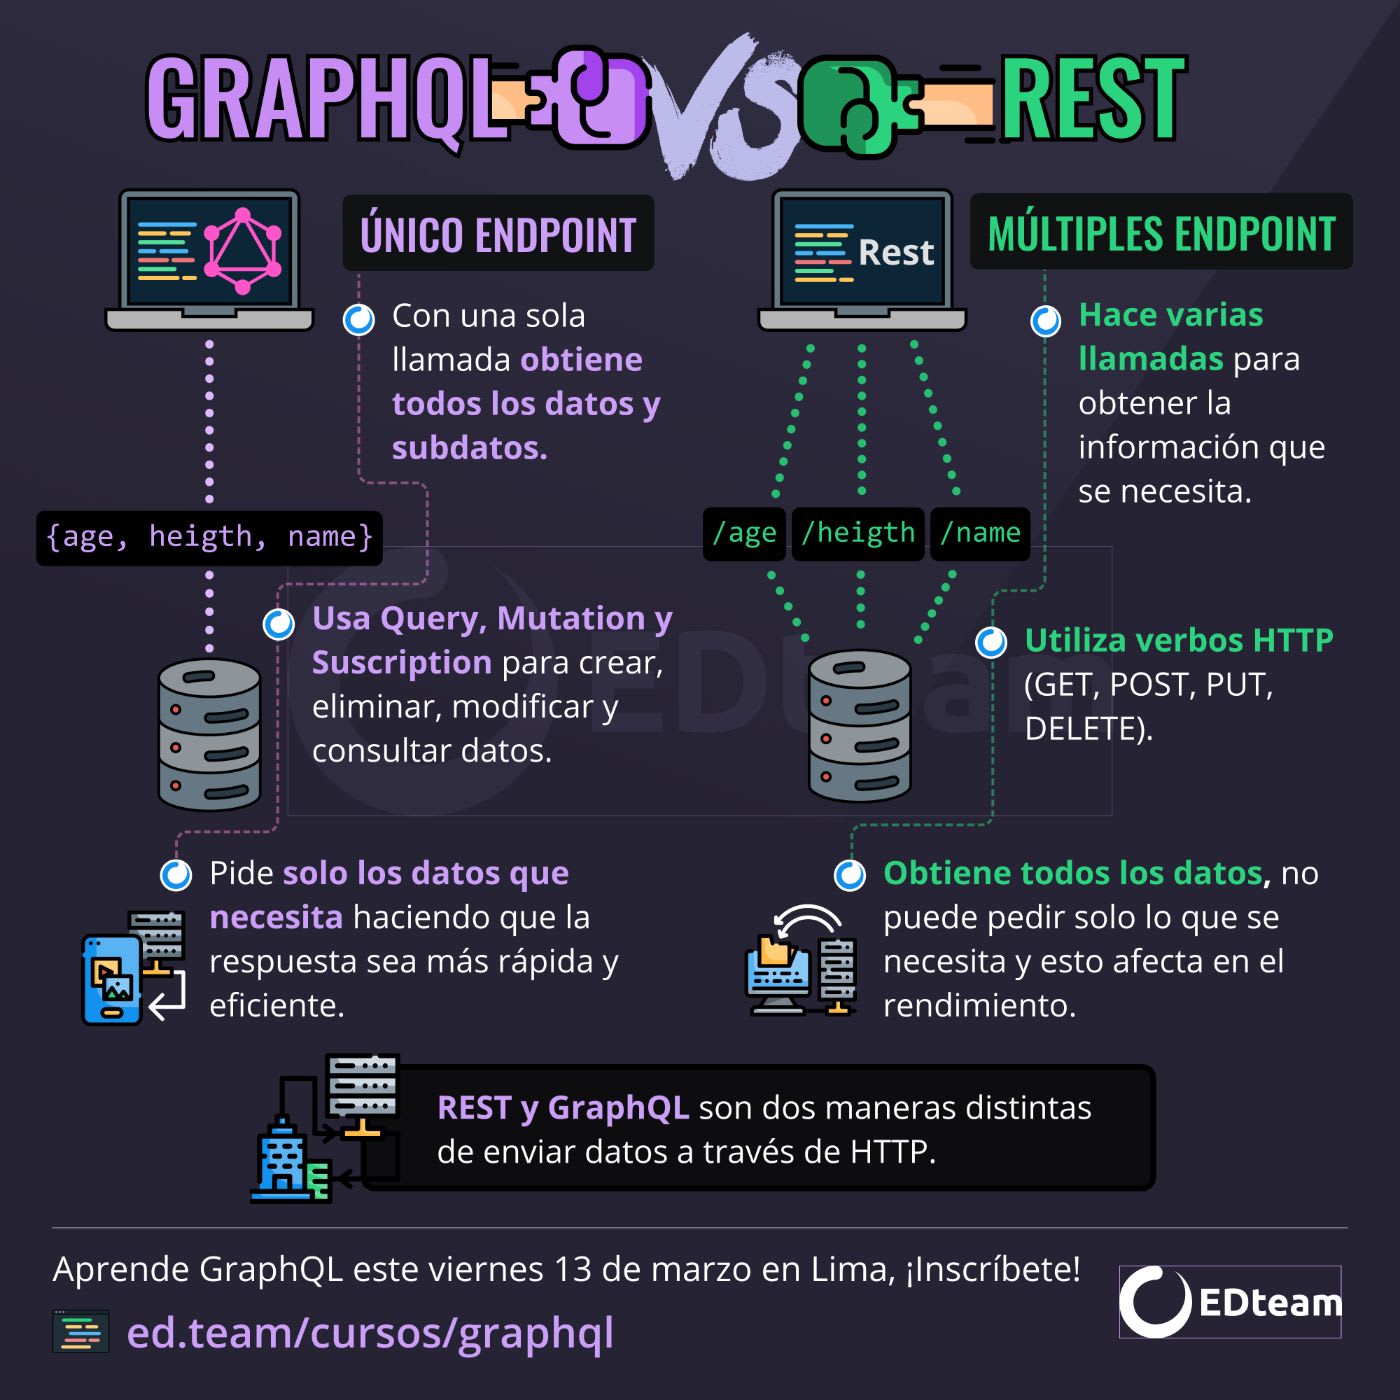 GRAPHQL VS REST
ÚNICO ENDPOINT
Con una sola
llamada obtiene
todos los datos y
subdatos.
{age, heigth, name}
Usa Query, Mutation y
Suscription para crear,
eliminar, modificar y
consultar datos.
Pide solo los datos que
necesita haciendo que la
respuesta sea más rápida y
eficiente.
Rest
MÚLTIPLES ENDPOINT
Hace varias
llamadas para
obtener la
información que
se necesita.
/age /heigth /name
Utiliza verbos HTTP
(GET, POST, PUT,
DELETE).
Obtiene todos los datos, no
puede pedir solo lo que se
necesita y esto afecta en el
rendimiento.
EDteam
REST y GraphQL son dos maneras distintas
de enviar datos a través de HTTP.
Aprende GraphQL este viernes 13 de marzo en Lima, ¡Inscríbete!
ed.team/cursos/graphql
EDteam